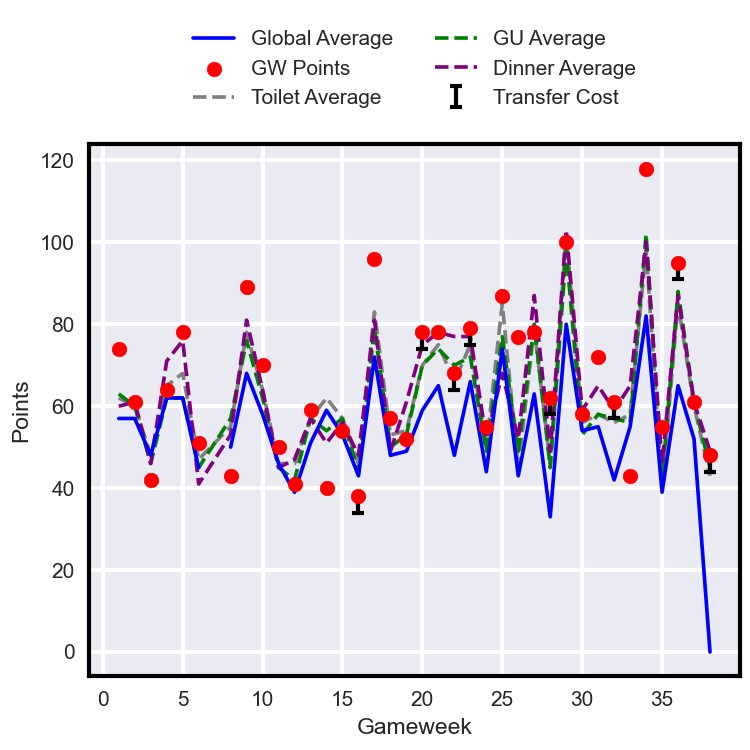 Global Average
GW Points
Toilet Average
GU Average
Dinner Average
Transfer Cost
120
100
80
60
40
20
0
Points
0 5 10 15 20 25 30 35
Gameweek